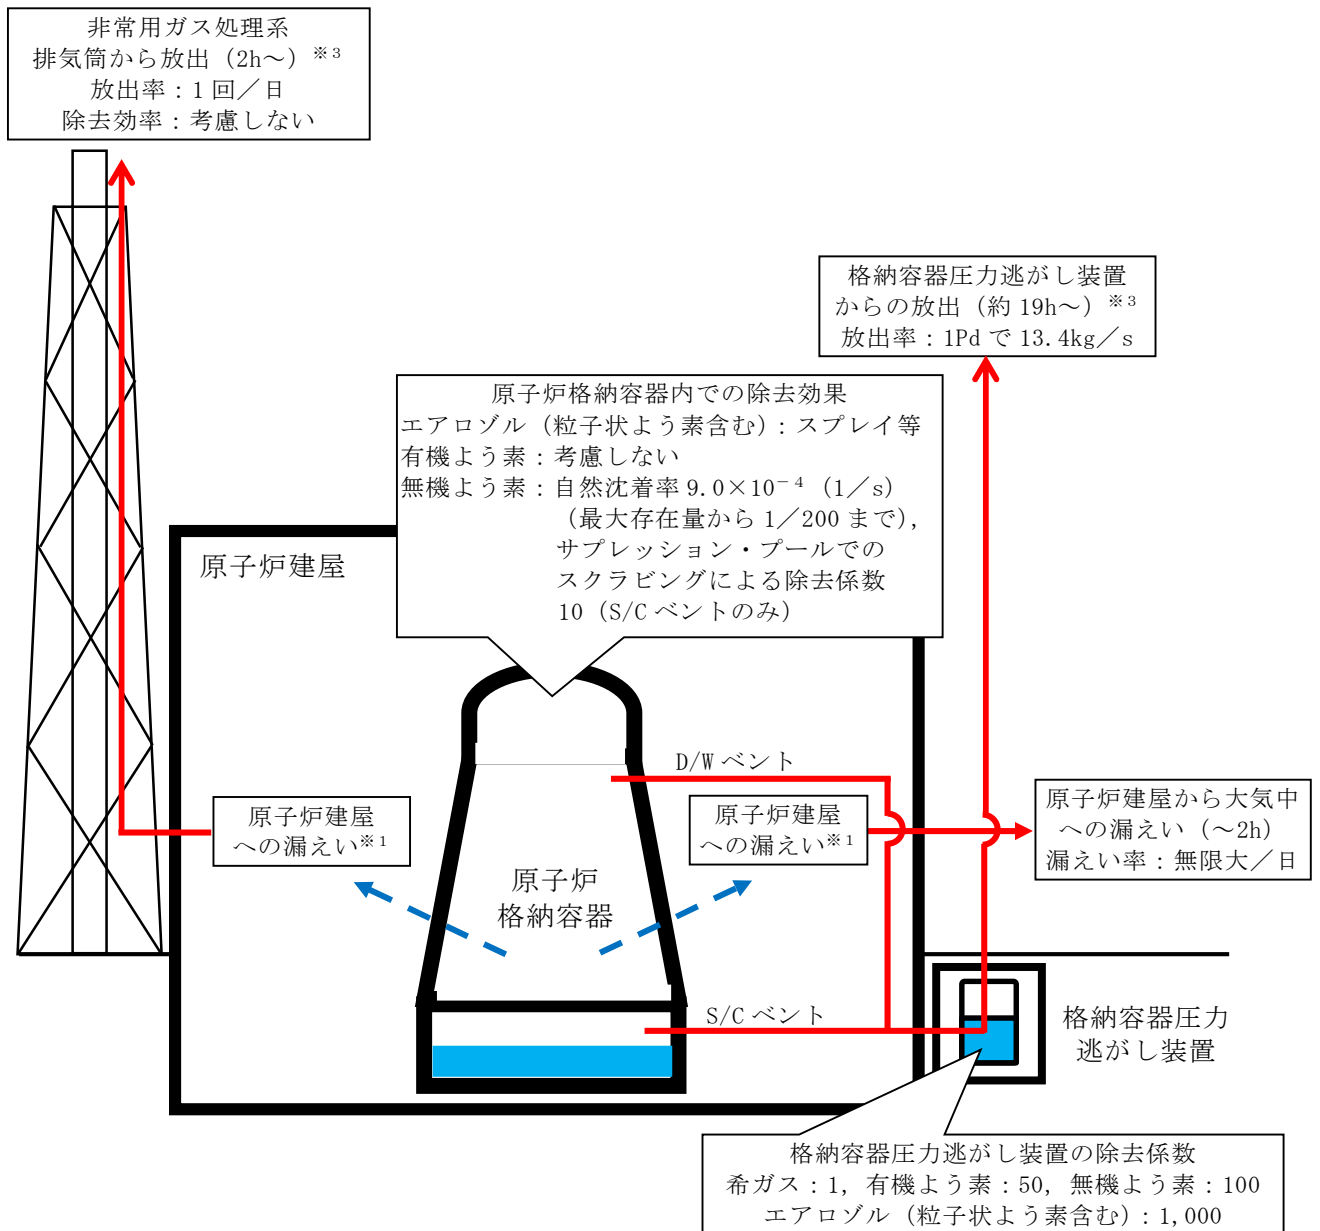 非常用ガス処理系
排気筒から放出（2h～）※3
放出率：1回／日
除去効率：考慮しない
格納容器圧力逃がし装置
からの放出（約19h～）※3
放出率：1Pdで13.4kg／s
原子炉格納容器内での除去効果
エアロゾル（粒子状よう素含む）：スプレイ等
有機よう素：考慮しない
無機よう素：自然沈着率9.0×10⁻⁴（1／s）
（最大存在量から1／200まで），
サプレッション・プールでの
スクラビングによる除去係数
10（S/Cベントのみ）
原子炉建屋
D/Wベント
原子炉建屋
への漏えい※1
原子炉建屋
への漏えい※1
原子炉建屋から大気中
への漏えい（～2h）
漏えい率：無限大／日
原子炉
格納容器
S/Cベント
格納容器圧力
逃がし装置
格納容器圧力逃がし装置の除去係数
希ガス：1，有機よう素：50，無機よう素：100
エアロゾル（粒子状よう素含む）：1,000